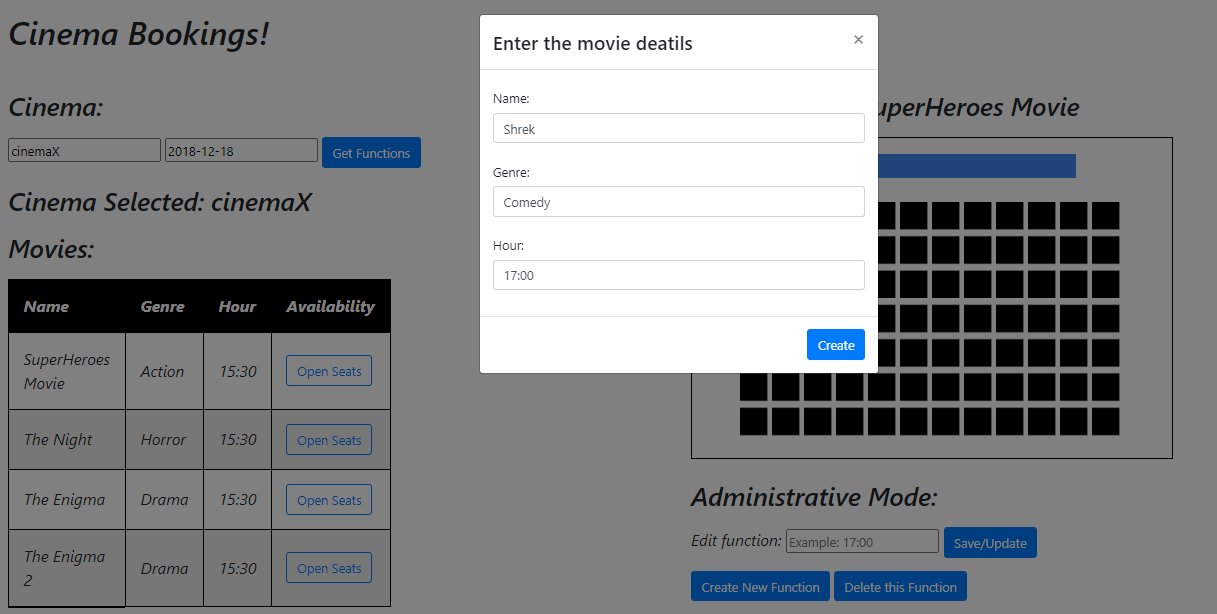 Cinema Bookings!
Cinema:
cinemaX 2018-12-18 Get Functions
Cinema Selected: cinemaX
Movies:
Name Genre Hour Availability
SuperHeroes
Movie
Action 15:30 Open Seats
The Night Horror 15:30 Open Seats
The Enigma Drama 15:30 Open Seats
The Enigma
2
Drama 15:30 Open Seats
Enter the movie deatils
×
Name:
Shrek
Genre:
Comedy
Hour:
17:00
Create
uperHeroes Movie
Administrative Mode:
Edit function: Example: 17:00 Save/Update
Create New Function Delete this Function